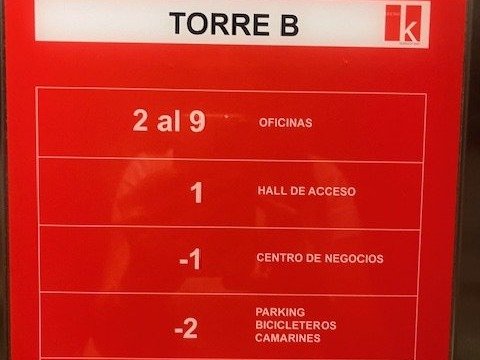 TORRE B
k
2 al 9 OFICINAS
1 HALL DE ACCESO
-1 CENTRO DE NEGOCIOS
-2 PARKING
BICICLETEROS
CAMARINES